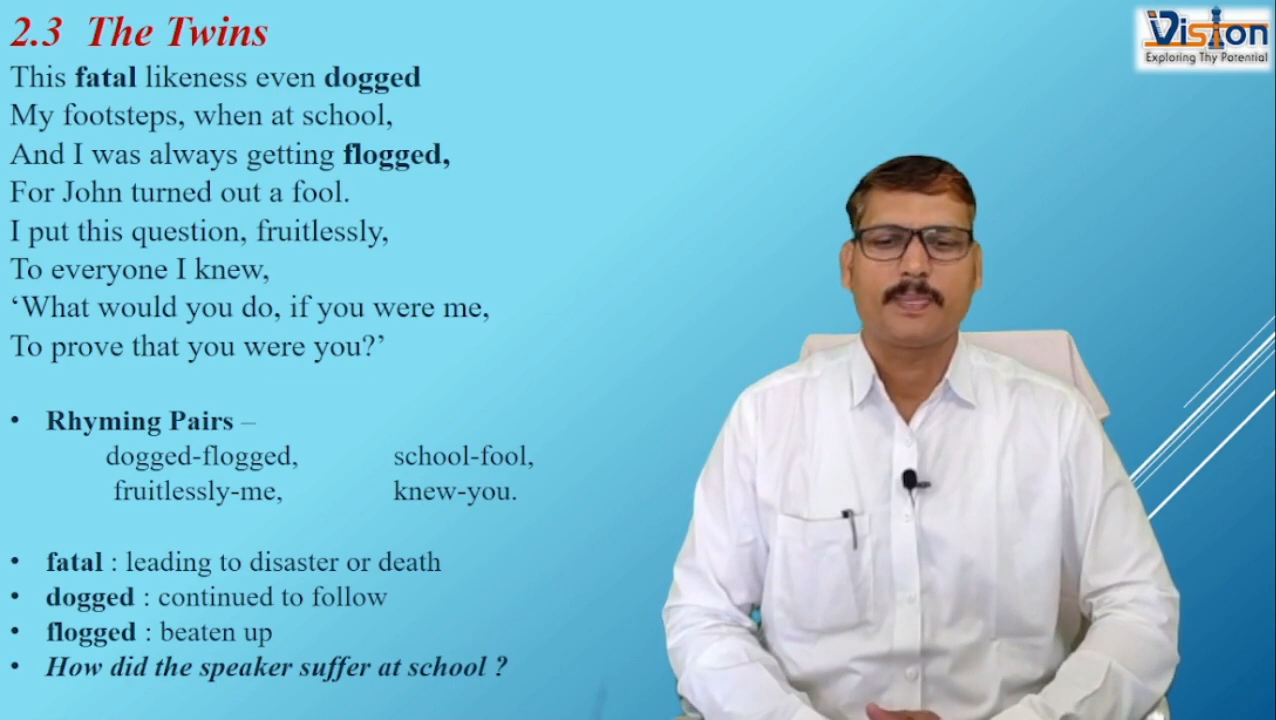 2.3 The Twins
This fatal likeness even dogged
My footsteps, when at school,
And I was always getting flogged,
For John turned out a fool.
I put this question, fruitlessly,
To everyone I knew,
‘What would you do, if you were me,
To prove that you were you?’
• Rhyming Pairs –
dogged-flogged, school-fool,
fruitlessly-me, knew-you.
• fatal : leading to disaster or death
• dogged : continued to follow
• flogged : beaten up
• How did the speaker suffer at school ?
Vision
Exploring Thy Potential